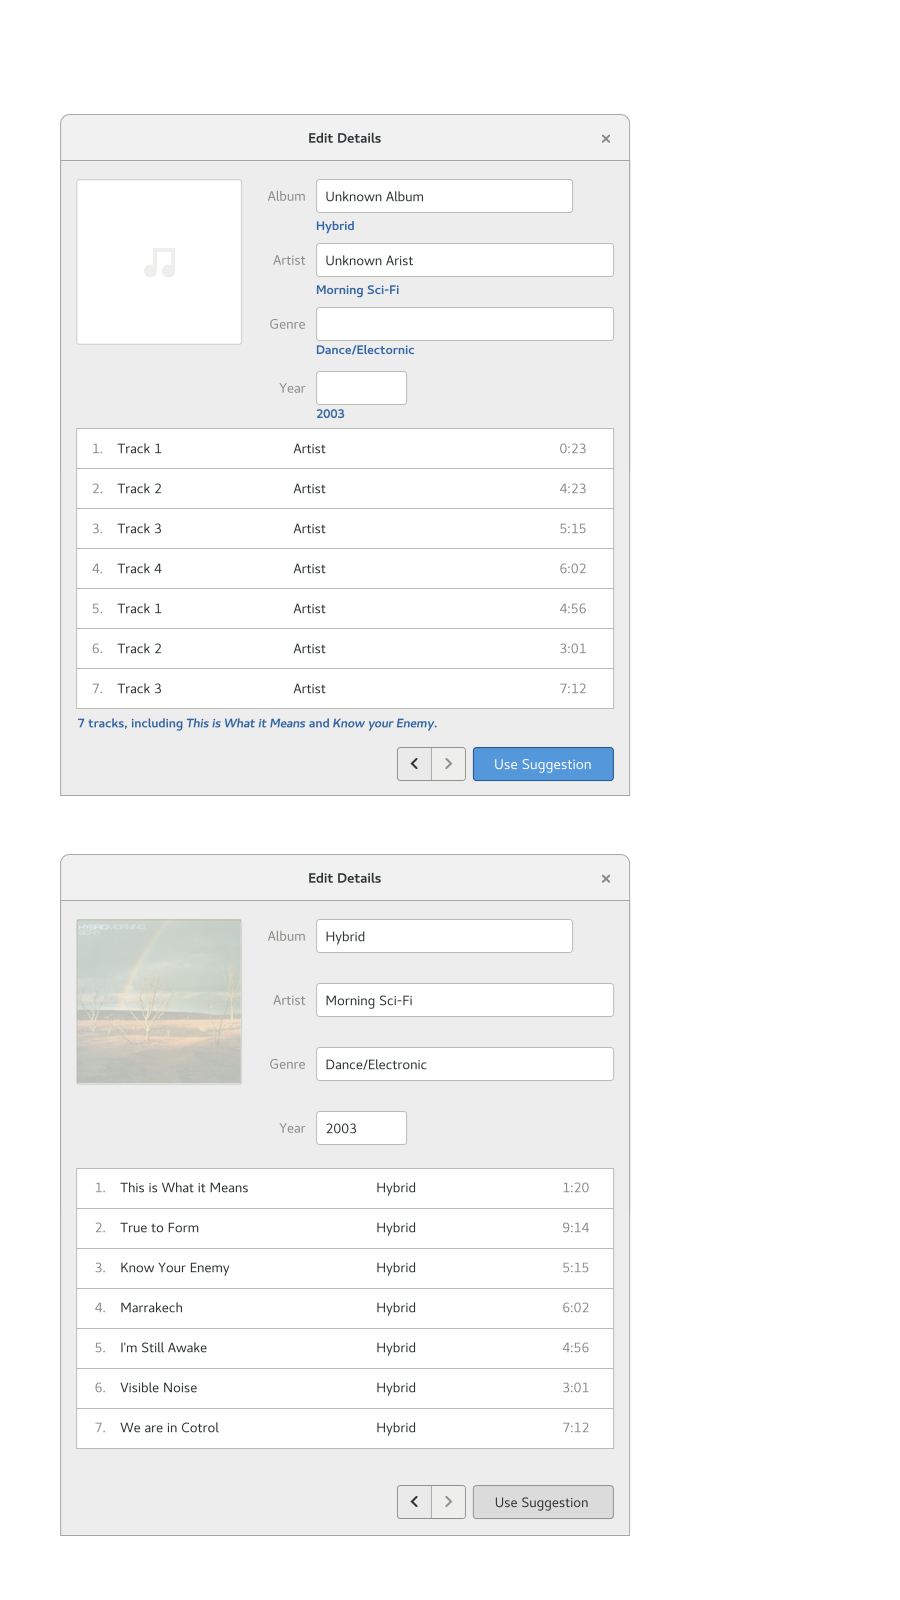 Edit Details
Album Unknown Album
Hybrid
Artist Unknown Arist
Morning Sci-Fi
Genre
Dance/Electornic
Year
2003
1. Track 1 Artist 0:23
2. Track 2 Artist 4:23
3. Track 3 Artist 5:15
4. Track 4 Artist 6:02
5. Track 1 Artist 4:56
6. Track 2 Artist 3:01
7. Track 3 Artist 7:12
7 tracks, including This is What it Means and Know your Enemy.
Use Suggestion
Edit Details
Album Hybrid
Artist Morning Sci-Fi
Genre Dance/Electronic
Year 2003
1. This is What it Means Hybrid 1:20
2. True to Form Hybrid 9:14
3. Know Your Enemy Hybrid 5:15
4. Marrakech Hybrid 6:02
5. I'm Still Awake Hybrid 4:56
6. Visible Noise Hybrid 3:01
7. We are in Cotrol Hybrid 7:12
Use Suggestion